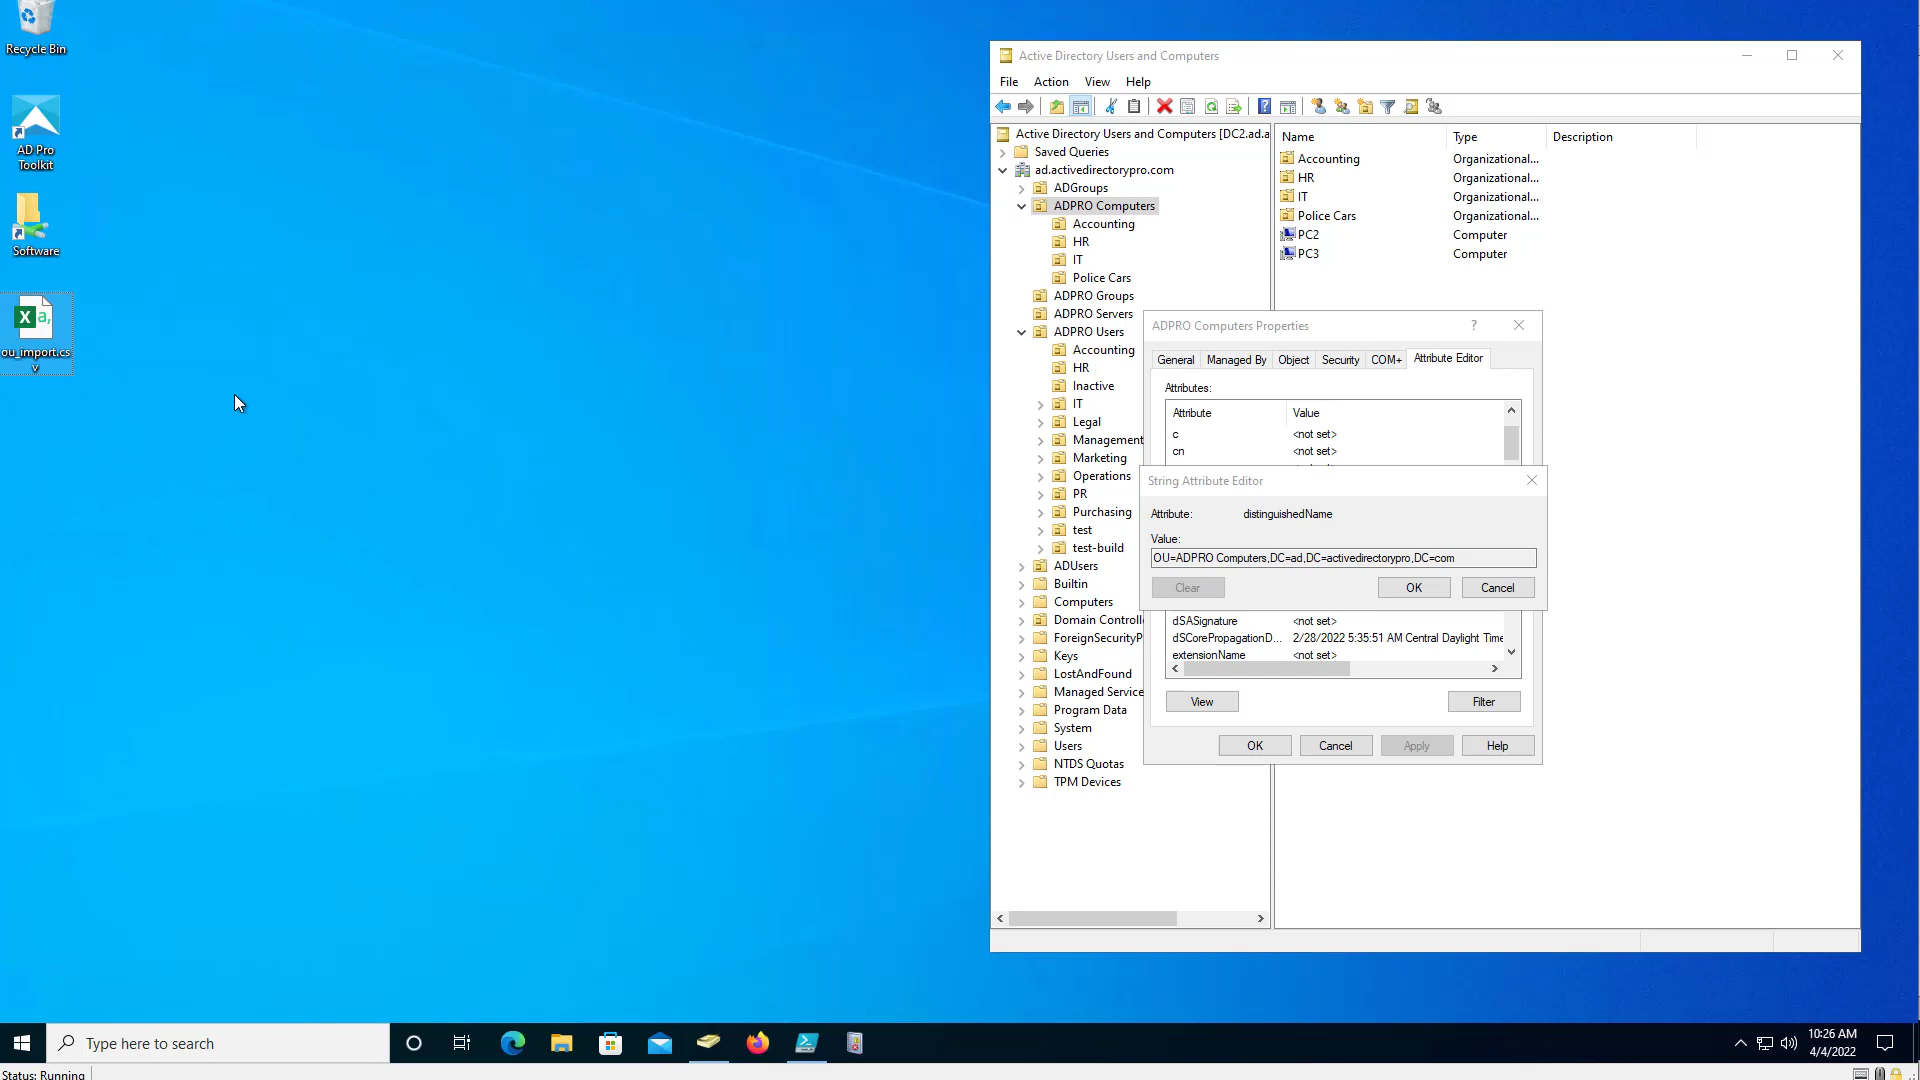 Recycle Bin
AD Pro
Toolkit
Software
ou_import.cs
v
Active Directory Users and Computers
File Action View Help
Active Directory Users and Computers [DC2.ad.a
Saved Queries
ad.activedirectorypro.com
ADGroups
ADPRO Computers
Accounting
HR
IT
Police Cars
ADPRO Groups
ADPRO Servers
ADPRO Users
Accounting
HR
Inactive
IT
Legal
Management
Marketing
Operations
PR
Purchasing
test
test-build
ADUsers
Builtin
Computers
Domain Controlle
ForeignSecurityP
Keys
LostAndFound
Managed Service
Program Data
System
Users
NTDS Quotas
TPM Devices
Name Type Description
Accounting Organizational...
HR Organizational...
IT Organizational...
Police Cars Organizational...
PC2 Computer
PC3 Computer
ADPRO Computers Properties
General Managed By Object Security COM+ Attribute Editor
Attributes:
Attribute Value
c <not set>
cn <not set>
String Attribute Editor
Attribute: distinguishedName
Value:
OU=ADPRO Computers,DC=ad,DC=activedirectorypro,DC=com
Clear OK Cancel
dSASignature <not set>
dSCorePropagationD... 2/28/2022 5:35:51 AM Central Daylight Time
extensionName <not set>
View Filter
OK Cancel Apply Help
Type here to search
10:26 AM
4/4/2022
Status: Running